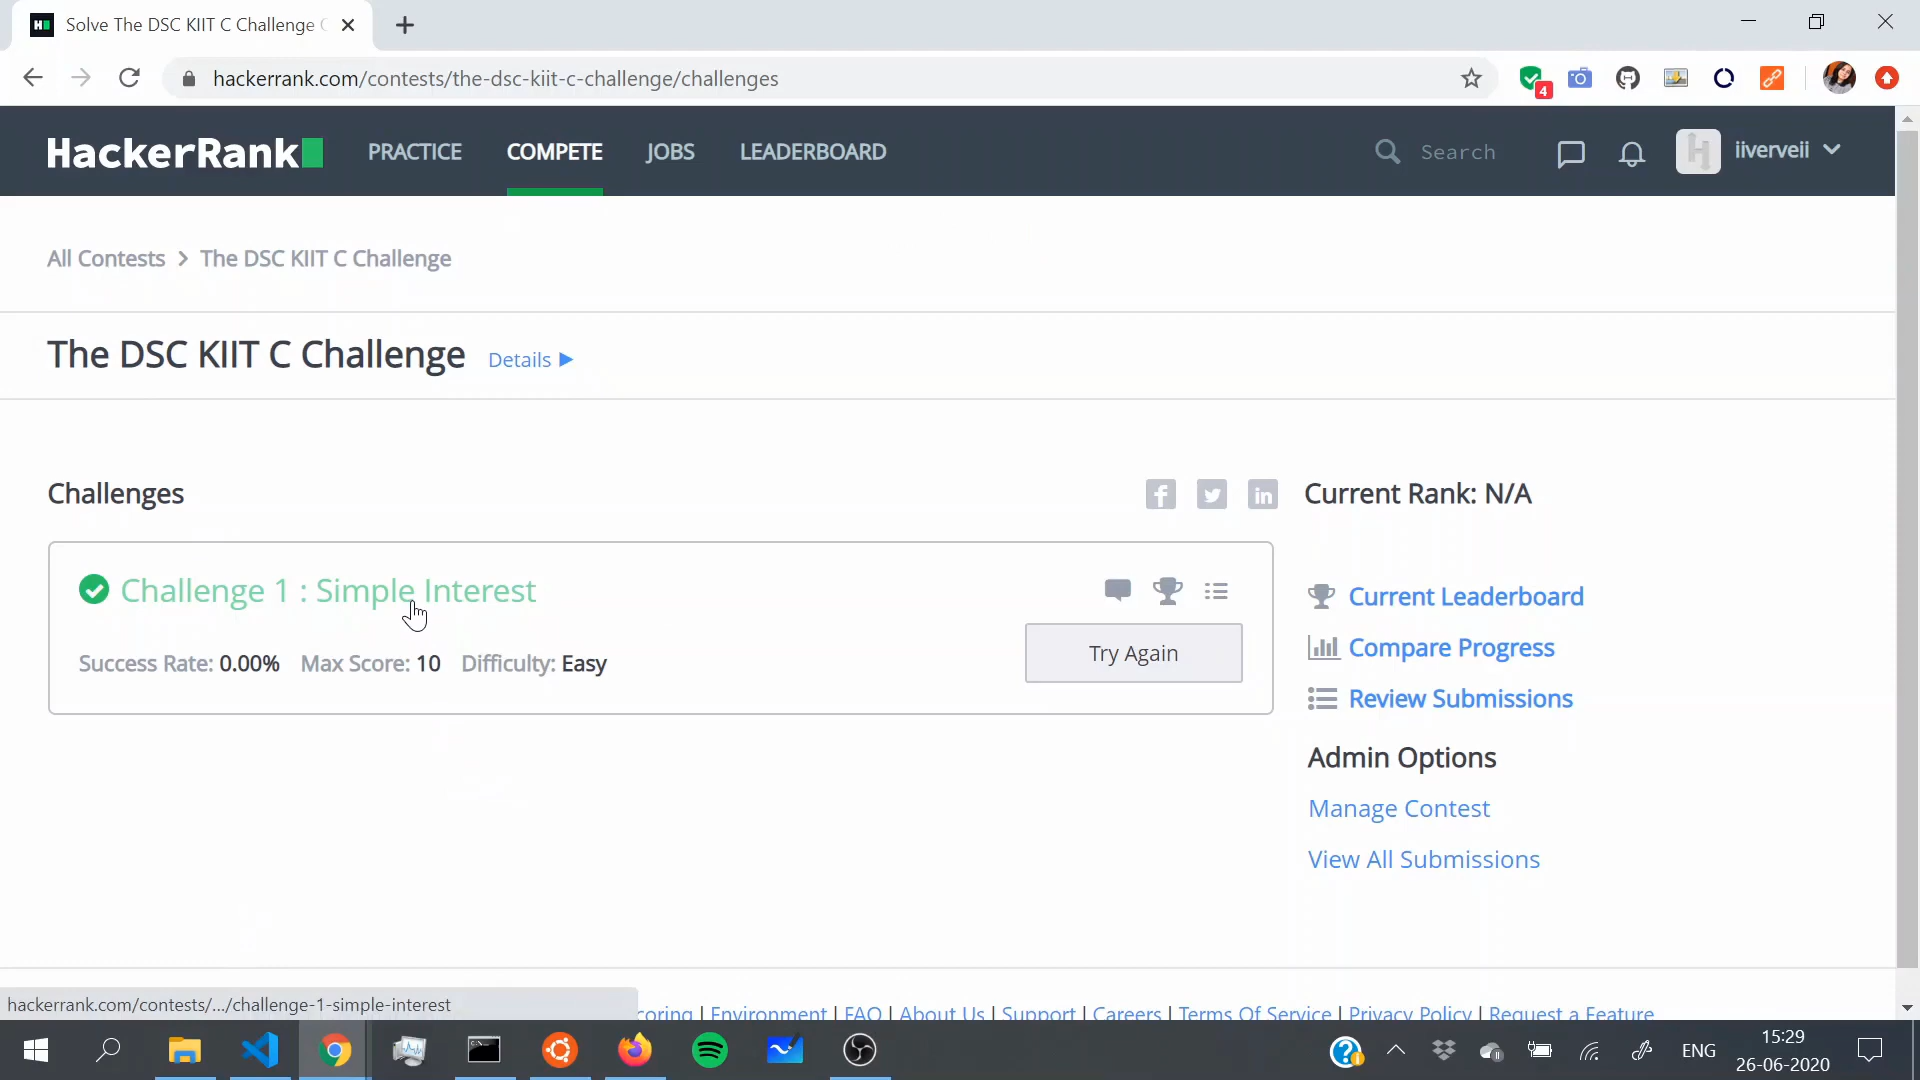 Solve The DSC KIIT C Challenge
hackerrank.com/contests/the-dsc-kiit-c-challenge/challenges
4
HackerRank
PRACTICE
COMPETE
JOBS
LEADERBOARD
Search
H
iiverveii
All Contests > The DSC KIIT C Challenge
The DSC KIIT C Challenge
Details
Challenges
Current Rank: N/A
Challenge 1 : Simple Interest
Success Rate: 0.00% Max Score: 10 Difficulty: Easy
Try Again
Current Leaderboard
Compare Progress
Review Submissions
Admin Options
Manage Contest
View All Submissions
hackerrank.com/contests/.../challenge-1-simple-interest
| Environment | FAQ | About Us | Support | Careers | Terms Of Service | Privacy Policy | Request a Feature
ENG
15:29
26-06-2020